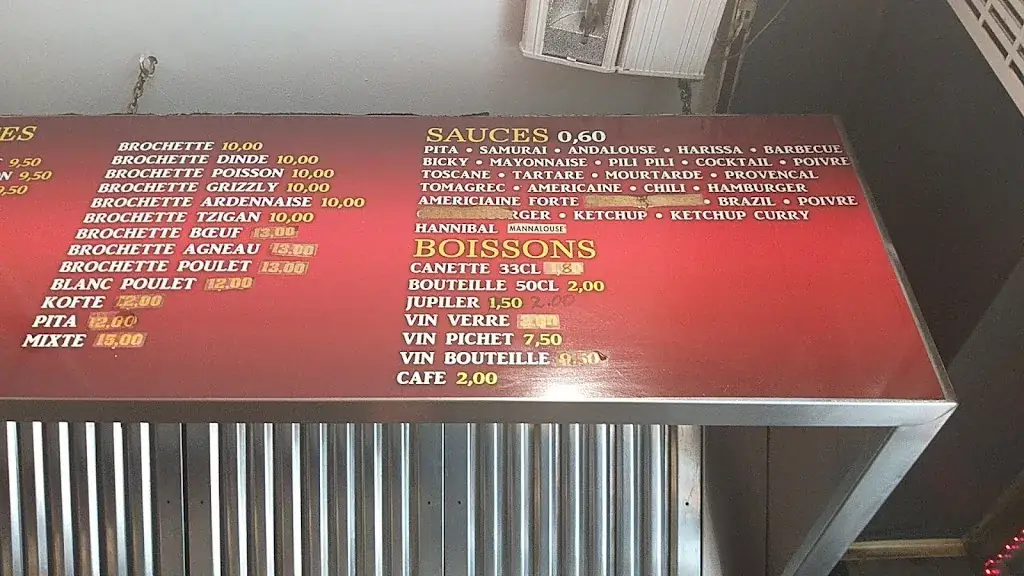 ES
9,50
ON 9,50
9,50
BROCHETTE 10,00
BROCHETTE DINDE 10,00
BROCHETTE POISSON 10,00
BROCHETTE GRIZZLY 10,00
BROCHETTE ARDENNAISE 10,00
BROCHETTE TZIGAN 10,00
BROCHETTE BŒUF 13,00
BROCHETTE AGNEAU 13,00
BROCHETTE POULET 13,00
BLANC POULET 12,00
KOFTE 12,00
PITA 12,00
MIXTE 15,00
SAUCES 0,60
PITA • SAMURAI • ANDALOUSE • HARISSA • BARBECUE
BICKY • MAYONNAISE • PILI PILI • COCKTAIL • POIVRE
TOSCANE • TARTARE • MOURTARDE • PROVENCAL
TOMAGREC • AMERICAINE • CHILI • HAMBURGER
AMERICIAINE FORTE • BRAZIL • POIVRE
RGER • KETCHUP • KETCHUP CURRY
HANNIBAL MANNALOUSE
BOISSONS
CANETTE 33CL
BOUTEILLE 50CL 2,00
JUPILER 1,50 2.00
VIN VERRE
VIN PICHET 7,50
VIN BOUTEILLE 9,50
CAFE 2,00